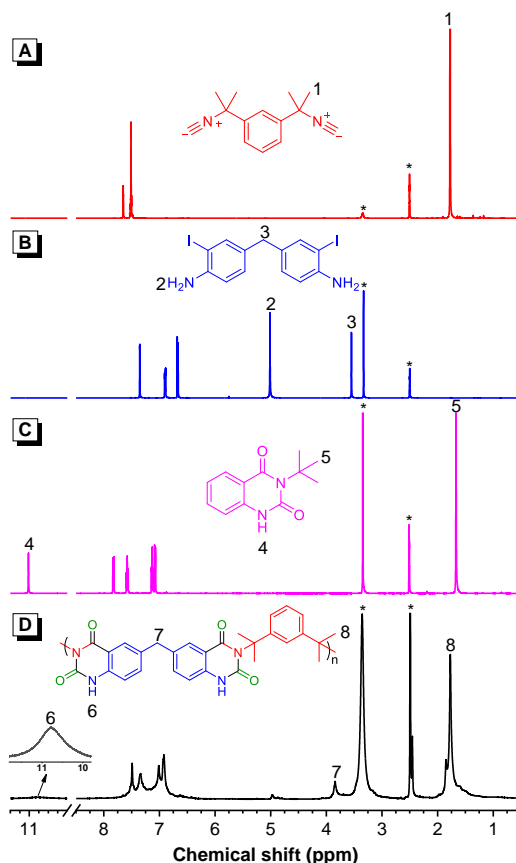 A
1
N
+
−
N
+
−
1
*
*
B
3
I
I
2H₂N
NH₂
2
3
*
*
C
O
5
N
O
N
H
4
4
*
*
5
D
O
7
O
8
N
N
n
O
N
H
N
H
O
6
6
11 10
7
*
*
8
11 8 7 6 5 4 3 2 1
Chemical shift (ppm)